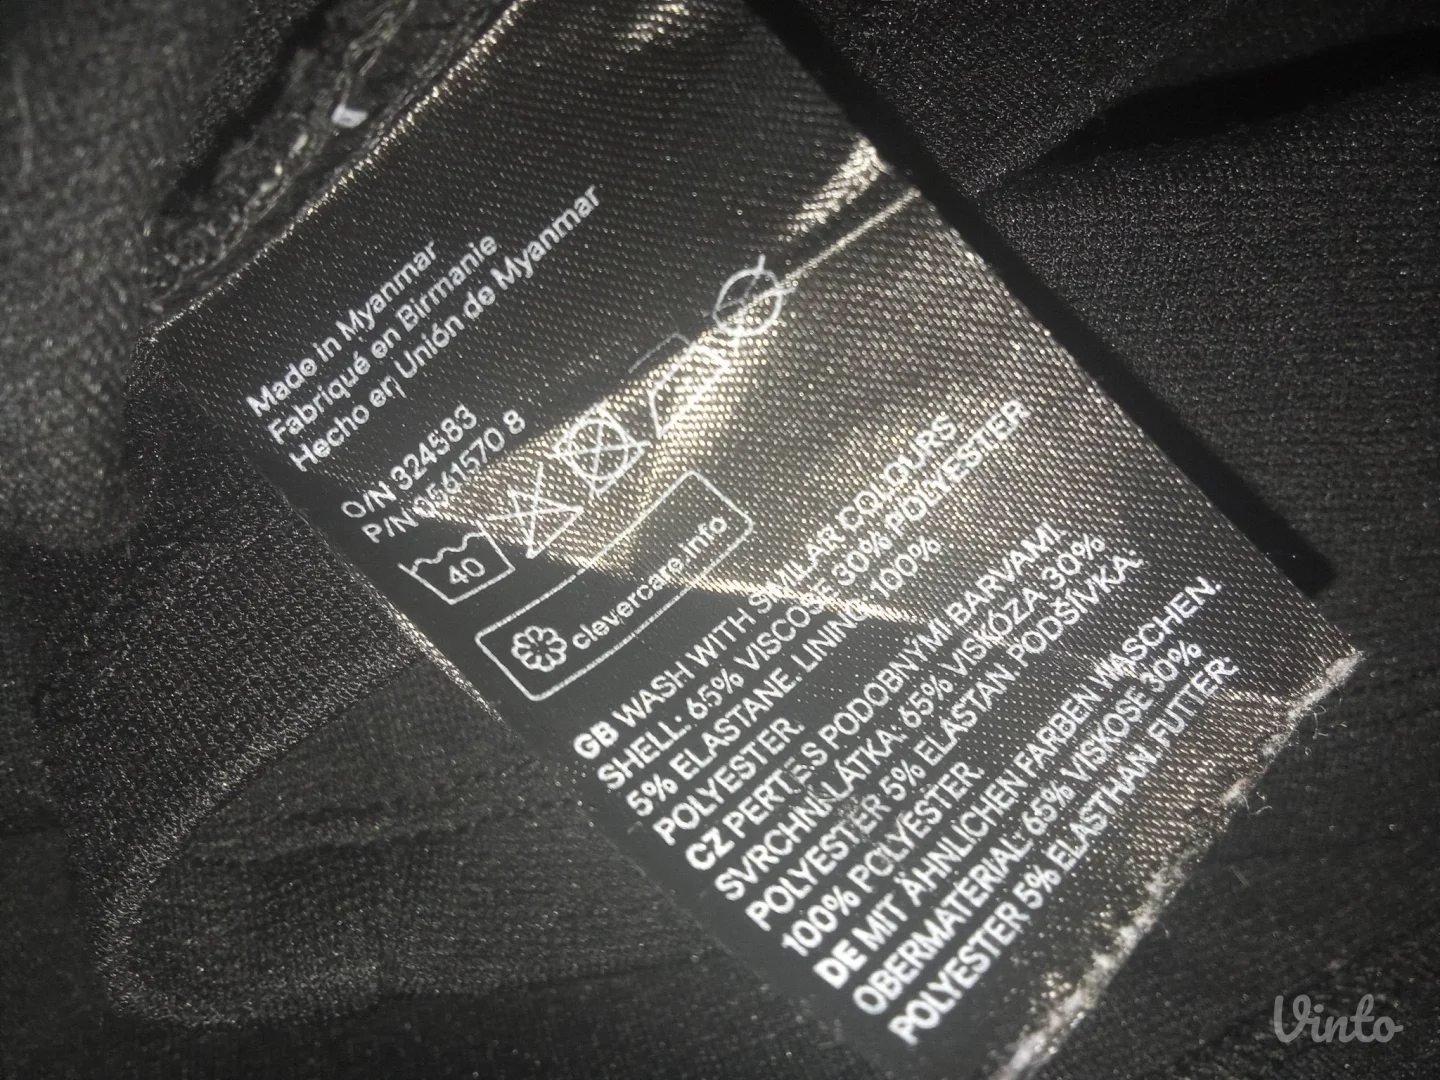 Made in Myanmar
Fabriqué en Birmanie
Hecho en Unión de Myanmar
O/N 324583
P/N 0561570 8
40
clevercare.info
GB WASH WITH SIMILAR COLOURS.
SHELL: 65% VISCOSE 30% POLYESTER
5% ELASTANE. LINING: 100%
POLYESTER.
CZ PERTE S PODOBNÝMI BARVAMI.
SVRCHNÍ LÁTKA: 65% VISKÓZA 30%
POLYESTER 5% ELASTAN. PODŠÍVKA:
100% POLYESTER.
DE MIT ÄHNLICHEN FARBEN WASCHEN.
OBERMATERIAL: 65% VISKOSE 30%
POLYESTER 5% ELASTHAN. FUTTER:
Vinto